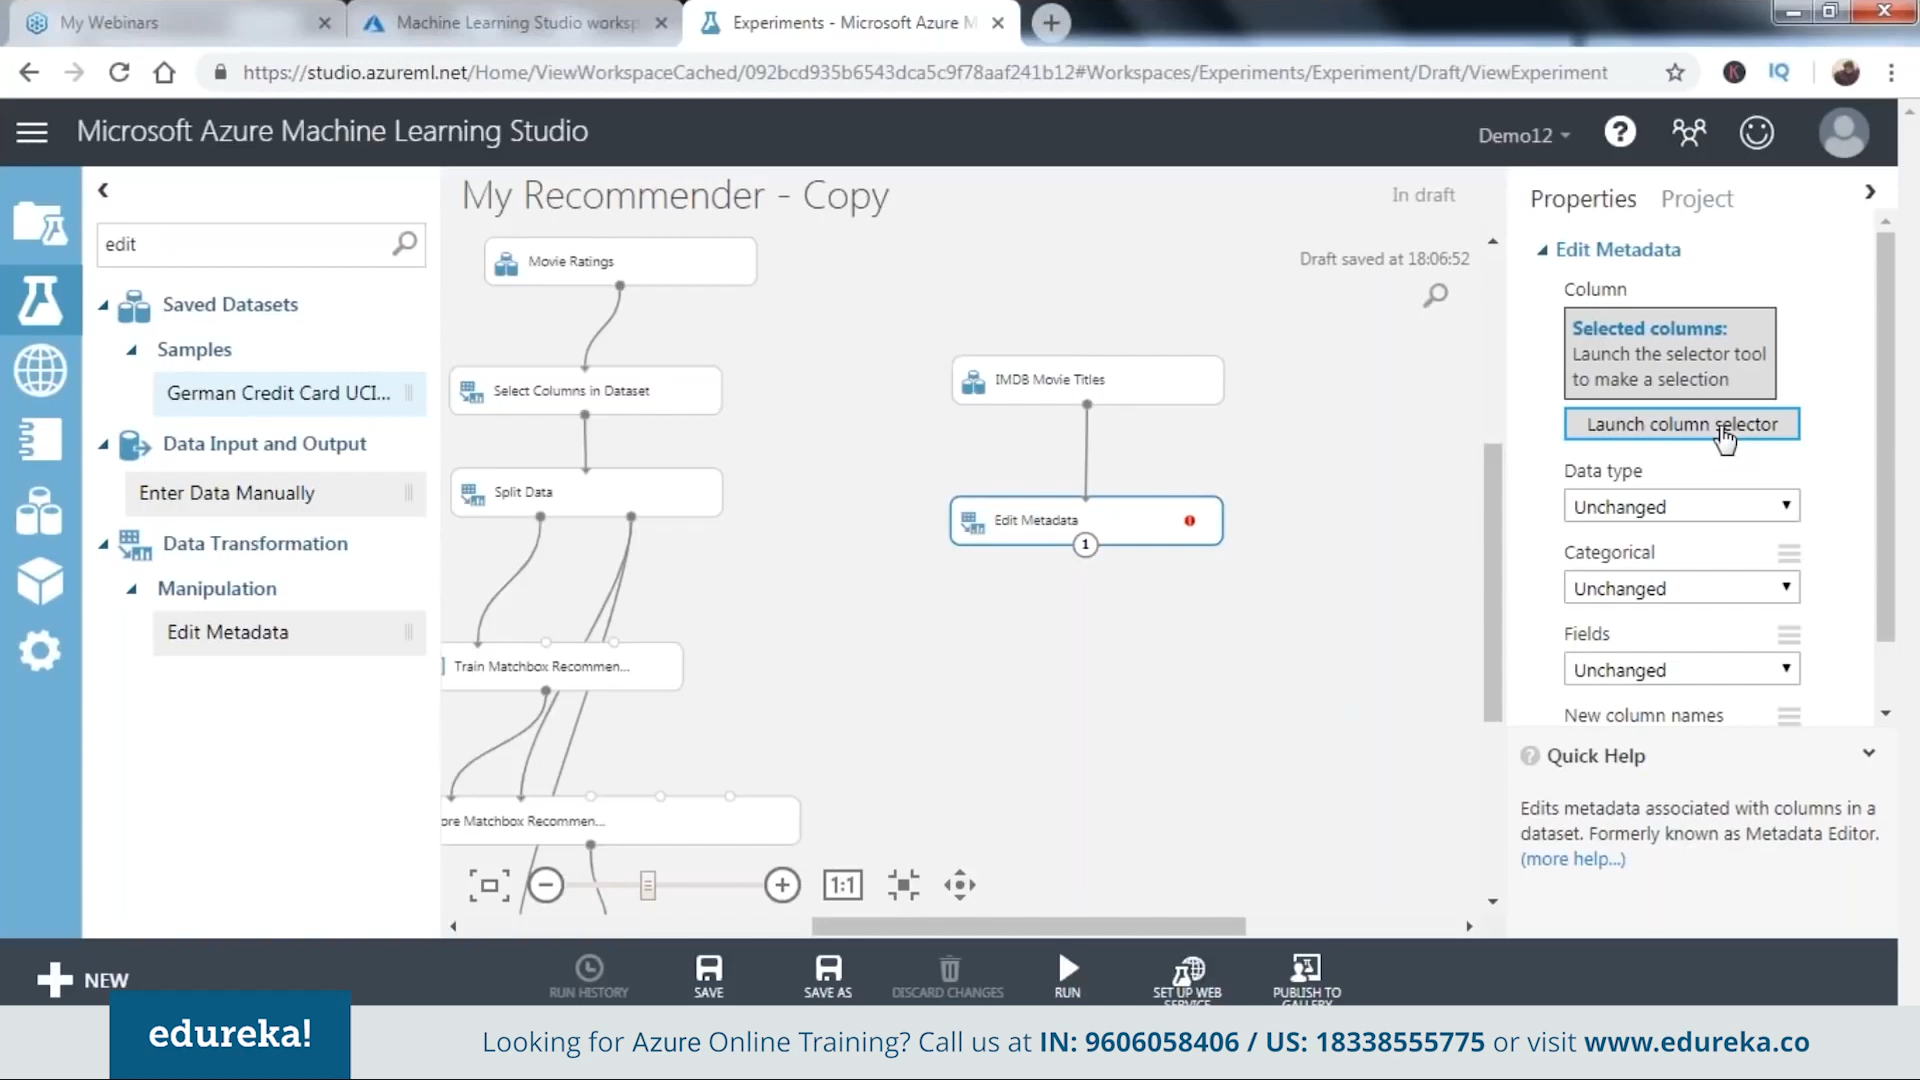 My Webinars
Machine Learning Studio worksp
Experiments - Microsoft Azure M
https://studio.azureml.net/Home/ViewWorkspaceCached/092bcd935b6543dca5c9f78aaf241b12#Workspaces/Experiments/Experiment/Draft/ViewExperiment
K
IQ
Microsoft Azure Machine Learning Studio
Demo12
?
edit
Saved Datasets
Samples
German Credit Card UCI...
Data Input and Output
Enter Data Manually
Data Transformation
Manipulation
Edit Metadata
My Recommender - Copy
In draft
Draft saved at 18:06:52
Movie Ratings
Select Columns in Dataset
Split Data
Train Matchbox Recommen...
ore Matchbox Recommen...
IMDB Movie Titles
Edit Metadata
1
1:1
Properties
Project
Edit Metadata
Column
Selected columns:
Launch the selector tool
to make a selection
Launch column selector
Data type
Unchanged
Categorical
Unchanged
Fields
Unchanged
New column names
? Quick Help
Edits metadata associated with columns in a
dataset. Formerly known as Metadata Editor.
(more help...)
NEW
RUN HISTORY
SAVE
SAVE AS
DISCARD CHANGES
RUN
SET UP WEB
SERVICE
PUBLISH TO
GALLERY
edureka!
Looking for Azure Online Training? Call us at IN: 9606058406 / US: 18338555775 or visit www.edureka.co